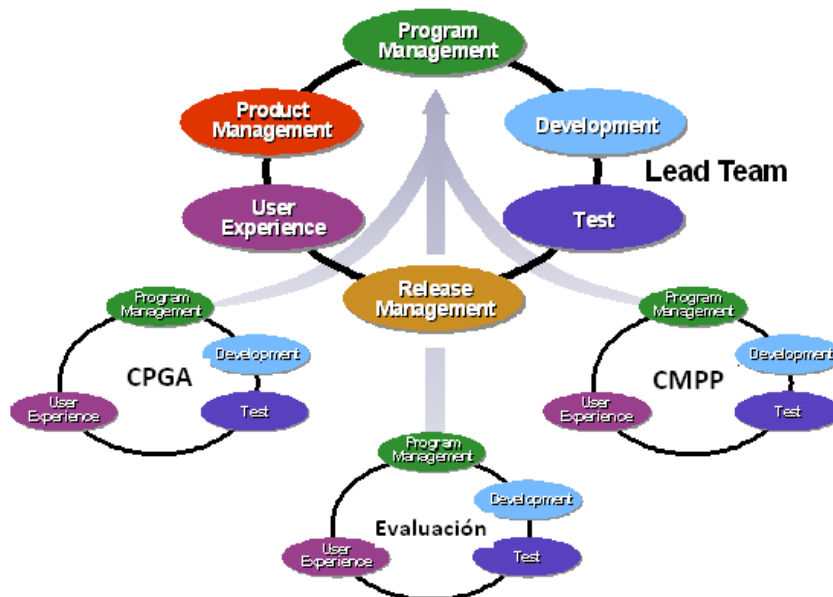 Program
Management
Product
Management
Development
Lead Team
User
Experience
Test
Release
Management
Program
Management
Development
CPGA
User
Experience
Test
Program
Management
Development
CMPP
User
Experience
Test
Program
Management
Development
Evaluación
User
Experience
Test